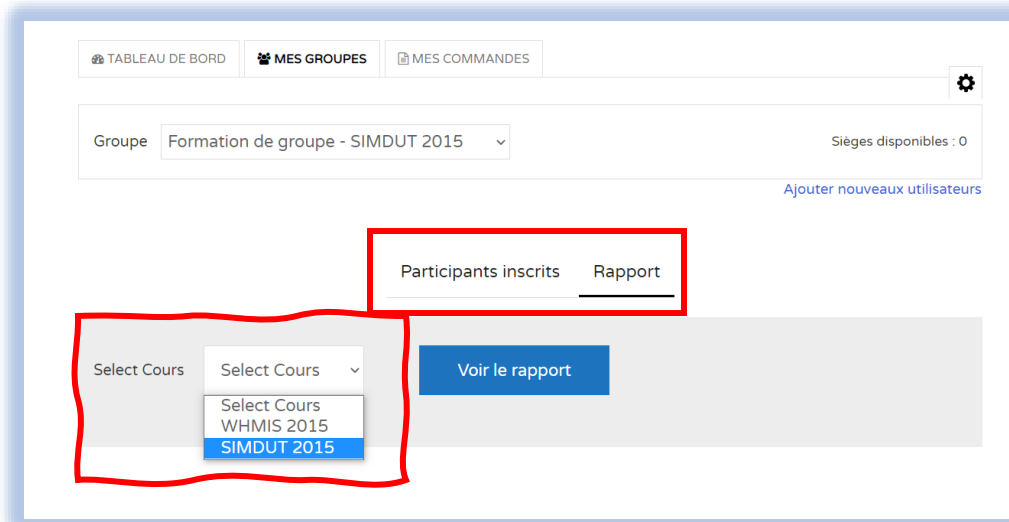 TABLEAU DE BORD MES GROUPES MES COMMANDES
Groupe Formation de groupe - SIMDUT 2015 Sièges disponibles : 0
Ajouter nouveaux utilisateurs
Participants inscrits Rapport
Select Cours Select Cours Voir le rapport
Select Cours
WHMIS 2015
SIMDUT 2015